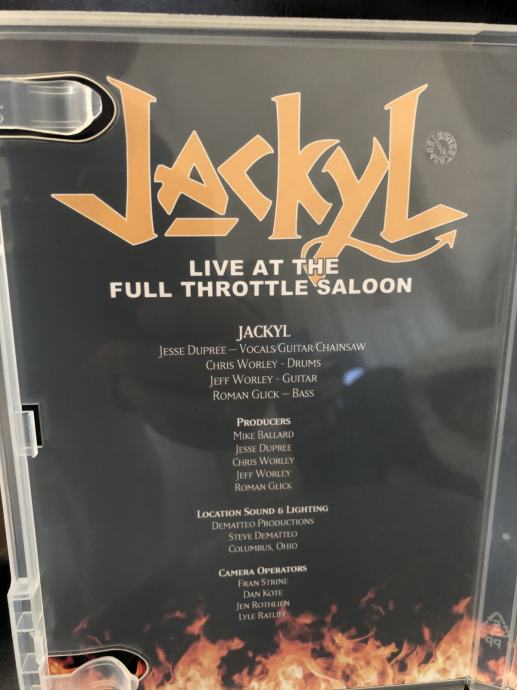 JACKYL
LIVE AT THE
FULL THROTTLE SALOON
JACKYL
JESSE DUPREE – VOCALS/GUITAR/CHAINSAW
CHRIS WORLEY - DRUMS
JEFF WORLEY - GUITAR
ROMAN GLICK – BASS
PRODUCERS
MIKE BALLARD
JESSE DUPREE
CHRIS WORLEY
JEFF WORLEY
ROMAN GLICK
LOCATION SOUND & LIGHTING
DEMATTEO PRODUCTIONS
STEVE DEMATTEO
COLUMBUS, OHIO
CAMERA OPERATORS
FRAN STRINE
DAN KOTE
JEN ROTHLIEN
LYLE RATLIFF
PP